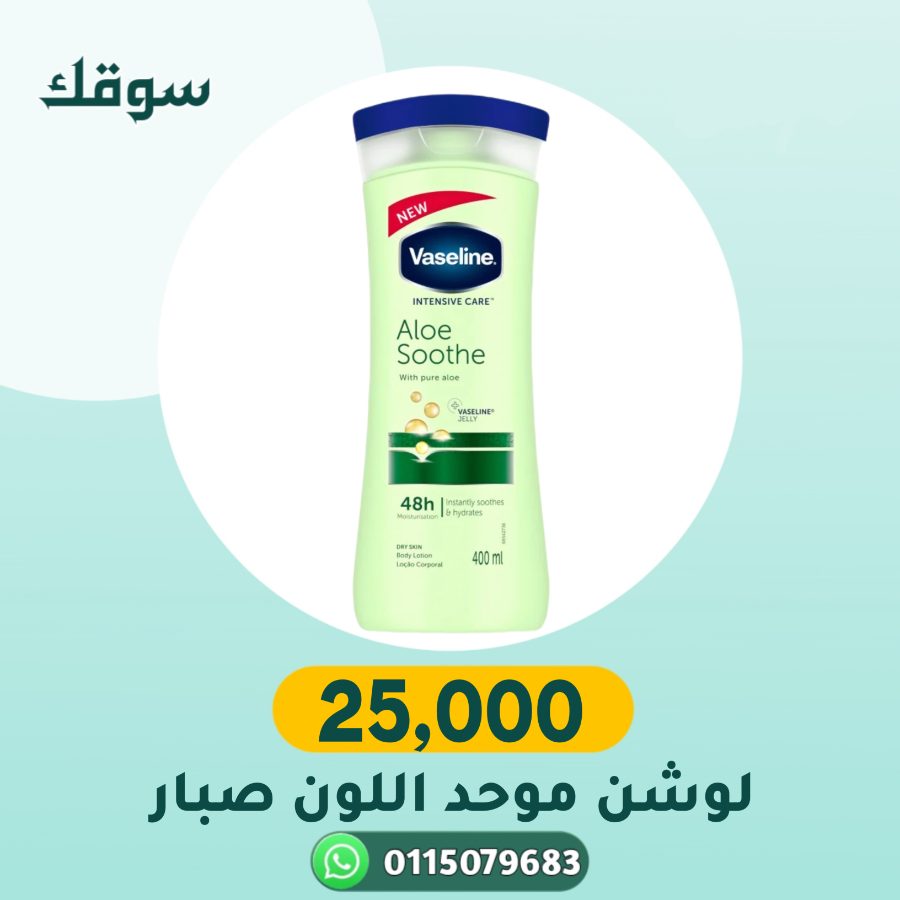 سوقك
NEW
Vaseline.
INTENSIVE CARE™
Aloe
Soothe
With pure aloe
VASELINE®
JELLY
48h
Moisturisation
Instantly soothes
& hydrates
DRY SKIN
Body Lotion
Loção Corporal
400 ml
25,000
لوشن موحد اللون صبار
0115079683